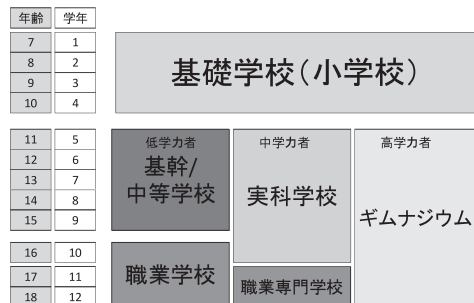 年齢 学年
7 1
8 2
9 3
10 4
基礎学校(小学校)
11 5
12 6
13 7
14 8
15 9
16 10
17 11
18 12
低学力者
基幹/
中等学校
中学力者
実科学校
高学力者
ギムナジウム
職業学校
職業専門学校